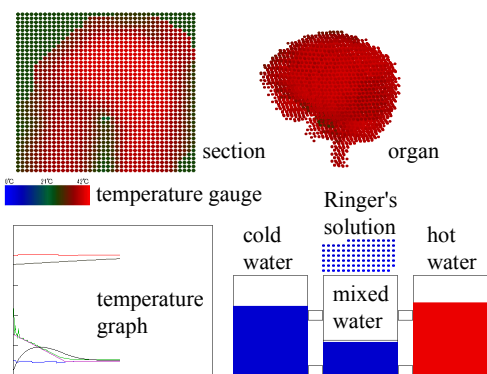 section
organ
0°C 21°C 42°C
temperature gauge
Ringer's
solution
cold
water
hot
water
mixed
water
temperature
graph